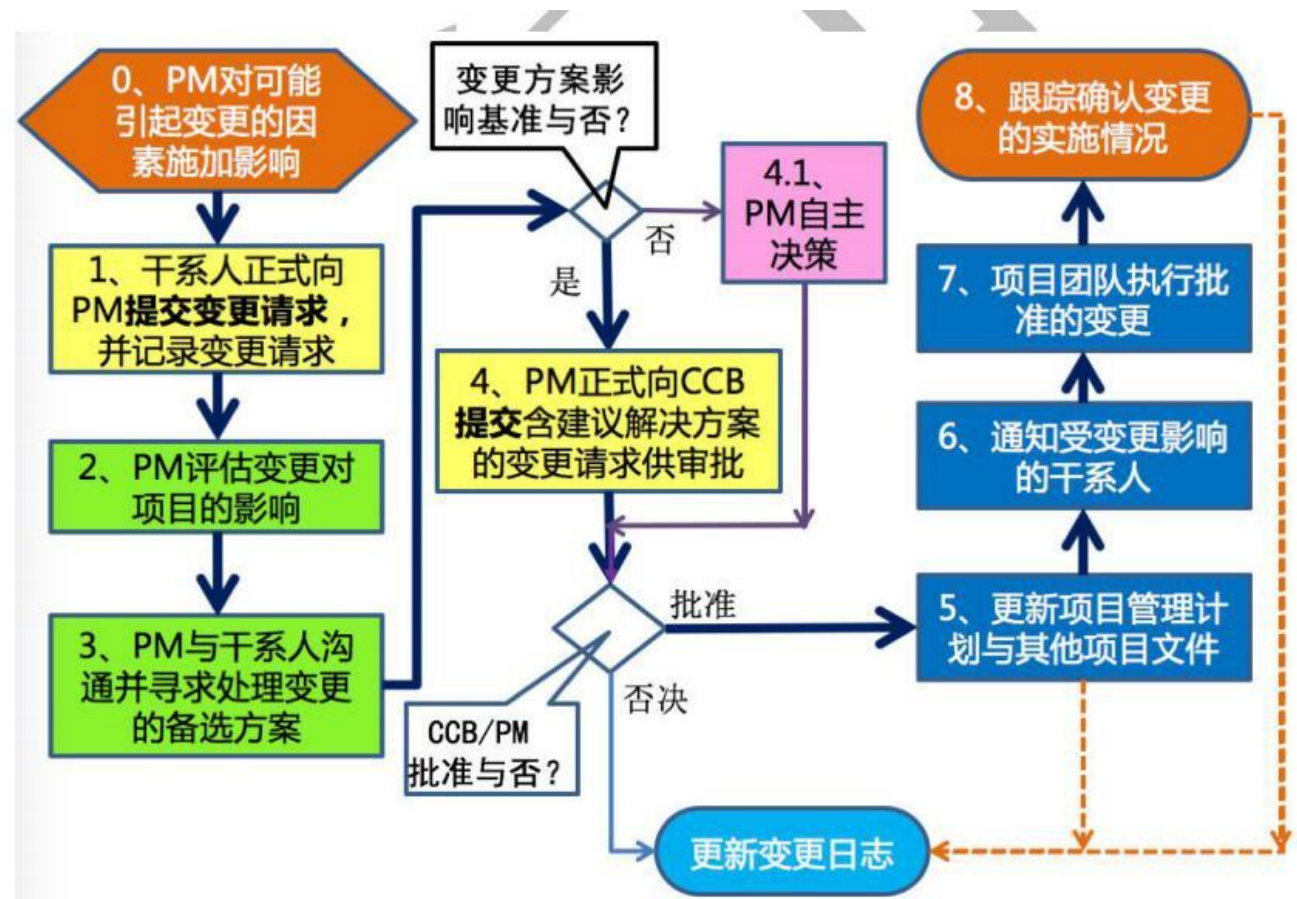 0、PM对可能
引起变更的因
素施加影响
1、干系人正式向
PM提交变更请求，
并记录变更请求
2、PM评估变更对
项目的影响
3、PM与干系人沟
通并寻求处理变更
的备选方案
变更方案影
响基准与否？
否
是
4.1、
PM自主
决策
4、PM正式向CCB
提交含建议解决方案
的变更请求供审批
CCB/PM
批准与否？
批准
否决
5、更新项目管理计
划与其他项目文件
6、通知受变更影响
的干系人
7、项目团队执行批
准的变更
8、跟踪确认变更
的实施情况
更新变更日志